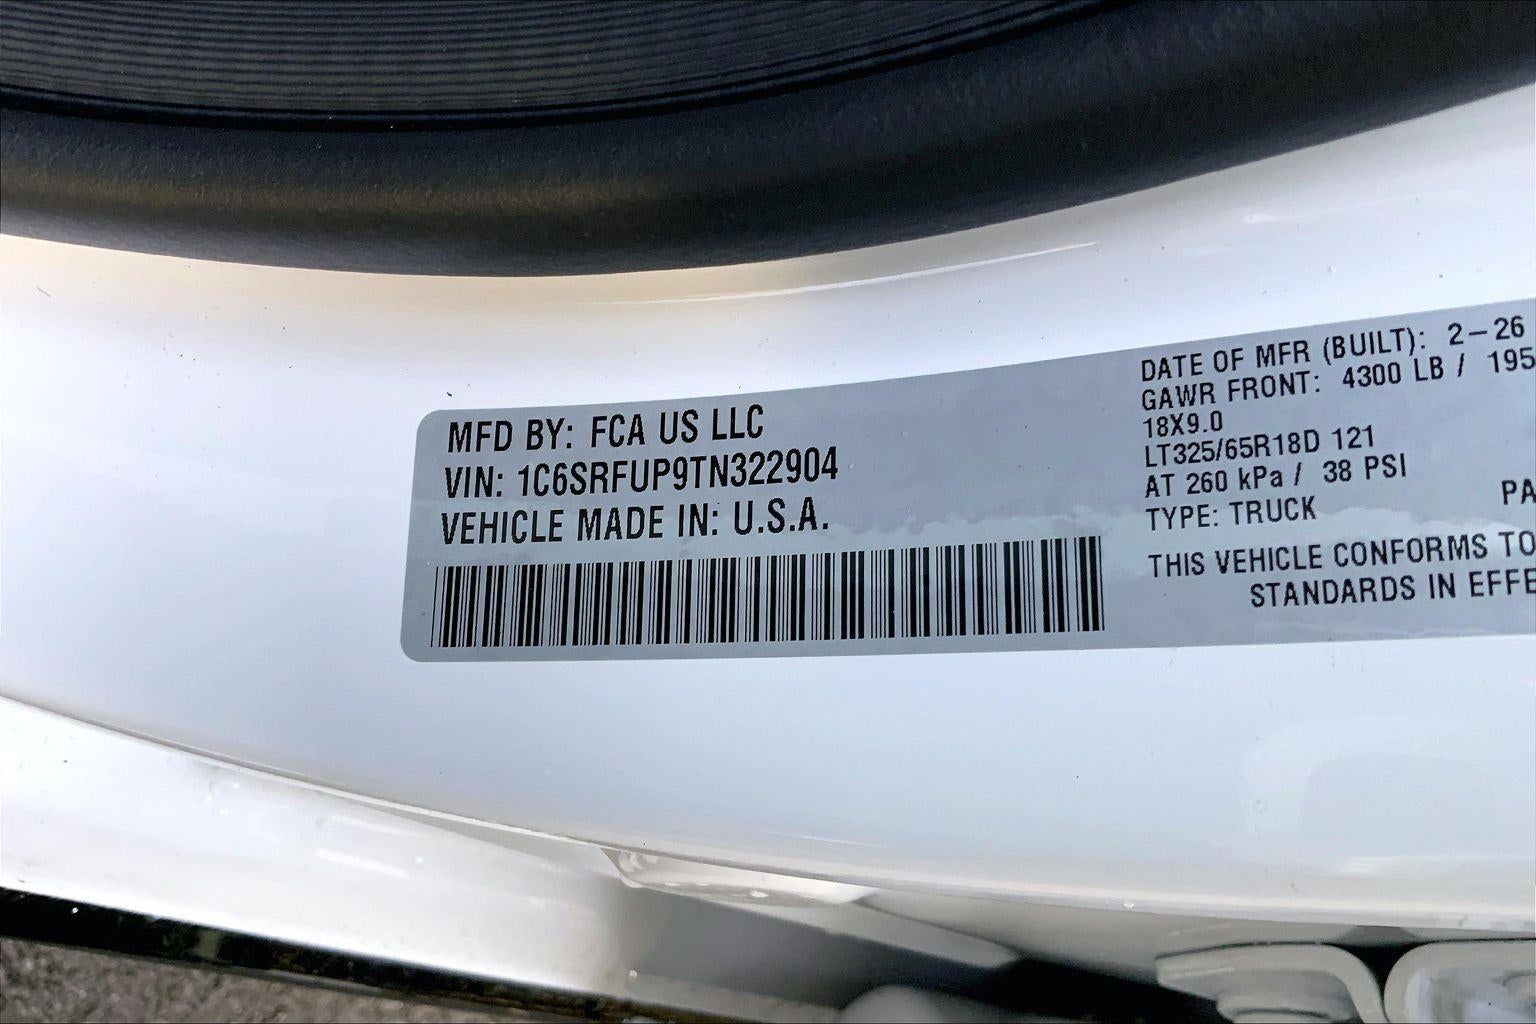 MFD BY: FCA US LLC
VIN: 1C6SRFUP9TN322904
VEHICLE MADE IN: U.S.A.
DATE OF MFR (BUILT): 2-26
GAWR FRONT: 4300 LB / 195
18X9.0
LT325/65R18D 121
AT 260 kPa / 38 PSI
TYPE: TRUCK PA
THIS VEHICLE CONFORMS TO
STANDARDS IN EFFE